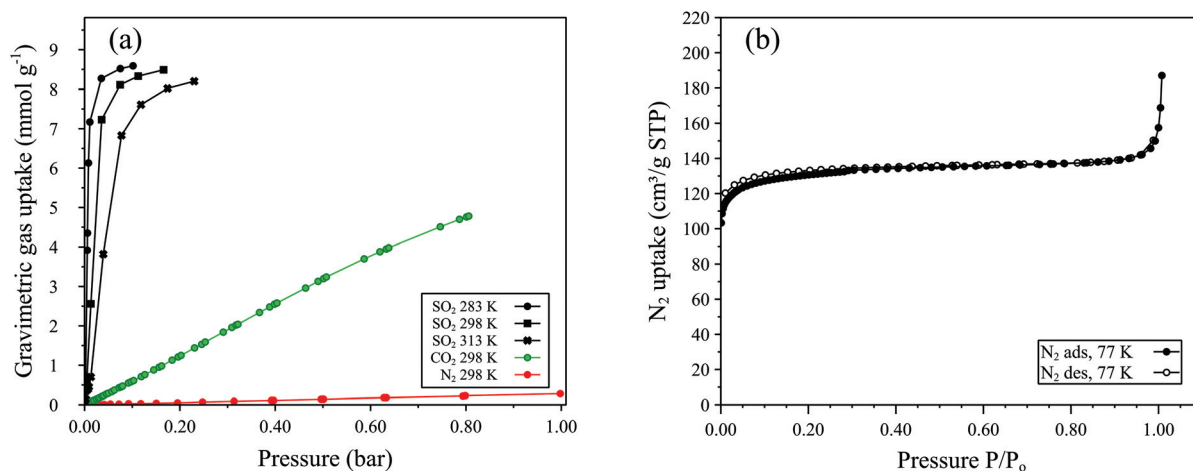 (a)
Gravimetric gas uptake (mmol g⁻¹)
9
8
7
6
5
4
3
2
1
0
0.00 0.20 0.40 0.60 0.80 1.00
Pressure (bar)
SO₂ 283 K
SO₂ 298 K
SO₂ 313 K
CO₂ 298 K
N₂ 298 K
(b)
N₂ uptake (cm³/g STP)
220
200
180
160
140
120
100
80
60
40
20
0
0.00 0.20 0.40 0.60 0.80 1.00
Pressure P/Pₒ
N₂ ads, 77 K
N₂ des, 77 K